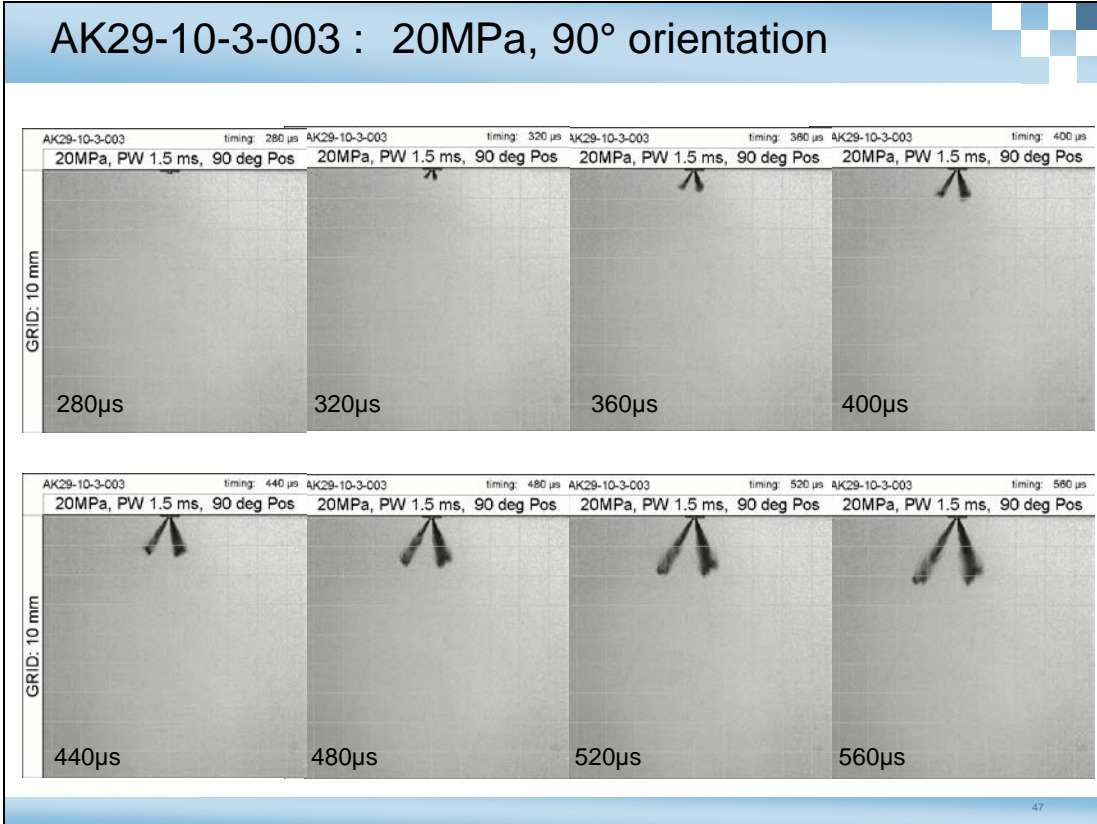 AK29-10-3-003 : 20MPa, 90° orientation
AK29-10-3-003 timing: 280 µs AK29-10-3-003 timing: 320 µs AK29-10-3-003 timing: 360 µs AK29-10-3-003 timing: 400 µs
20MPa, PW 1.5 ms, 90 deg Pos 20MPa, PW 1.5 ms, 90 deg Pos 20MPa, PW 1.5 ms, 90 deg Pos 20MPa, PW 1.5 ms, 90 deg Pos
GRID: 10 mm
280µs 320µs 360µs 400µs
AK29-10-3-003 timing: 440 µs AK29-10-3-003 timing: 480 µs AK29-10-3-003 timing: 520 µs AK29-10-3-003 timing: 560 µs
20MPa, PW 1.5 ms, 90 deg Pos 20MPa, PW 1.5 ms, 90 deg Pos 20MPa, PW 1.5 ms, 90 deg Pos 20MPa, PW 1.5 ms, 90 deg Pos
GRID: 10 mm
440µs 480µs 520µs 560µs
47